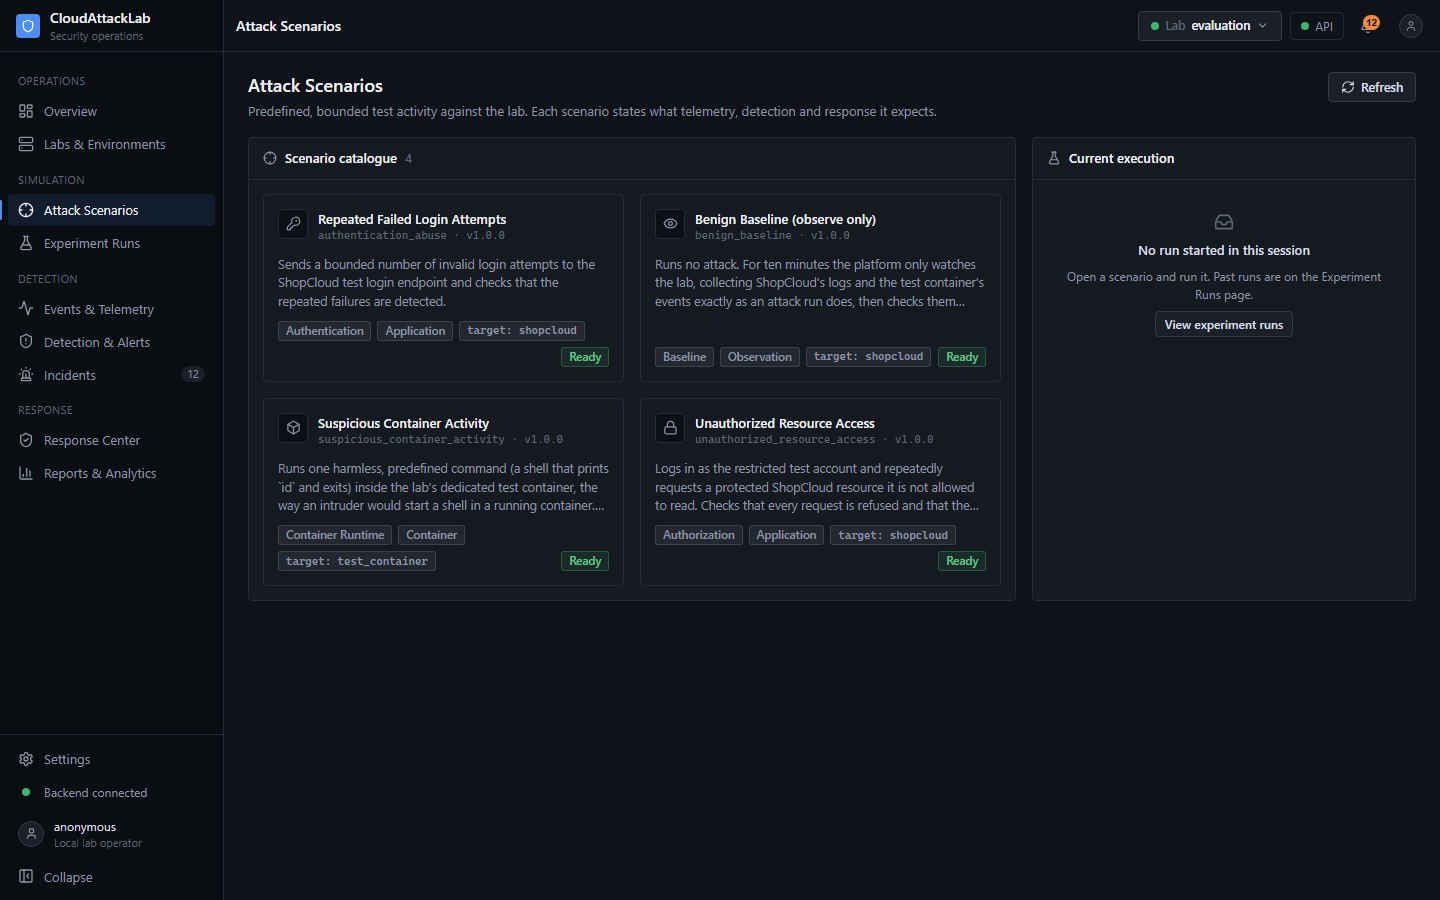 CloudAttackLab
Security operations
OPERATIONS
Overview
Labs & Environments
SIMULATION
Attack Scenarios
Experiment Runs
DETECTION
Events & Telemetry
Detection & Alerts
Incidents 12
RESPONSE
Response Center
Reports & Analytics
Settings
Backend connected
anonymous
Local lab operator
Collapse
Attack Scenarios
Lab evaluation
API
12
Attack Scenarios
Predefined, bounded test activity against the lab. Each scenario states what telemetry, detection and response it expects.
Refresh
Scenario catalogue 4
Repeated Failed Login Attempts
authentication_abuse · v1.0.0
Sends a bounded number of invalid login attempts to the
ShopCloud test login endpoint and checks that the
repeated failures are detected.
Authentication Application target: shopcloud
Ready
Benign Baseline (observe only)
benign_baseline · v1.0.0
Runs no attack. For ten minutes the platform only watches
the lab, collecting ShopCloud's logs and the test container's
events exactly as an attack run does, then checks them...
Baseline Observation target: shopcloud Ready
Suspicious Container Activity
suspicious_container_activity · v1.0.0
Runs one harmless, predefined command (a shell that prints
`id` and exits) inside the lab's dedicated test container, the
way an intruder would start a shell in a running container....
Container Runtime Container
target: test_container Ready
Unauthorized Resource Access
unauthorized_resource_access · v1.0.0
Logs in as the restricted test account and repeatedly
requests a protected ShopCloud resource it is not allowed
to read. Checks that every request is refused and that the...
Authorization Application target: shopcloud
Ready
Current execution
No run started in this session
Open a scenario and run it. Past runs are on the Experiment
Runs page.
View experiment runs